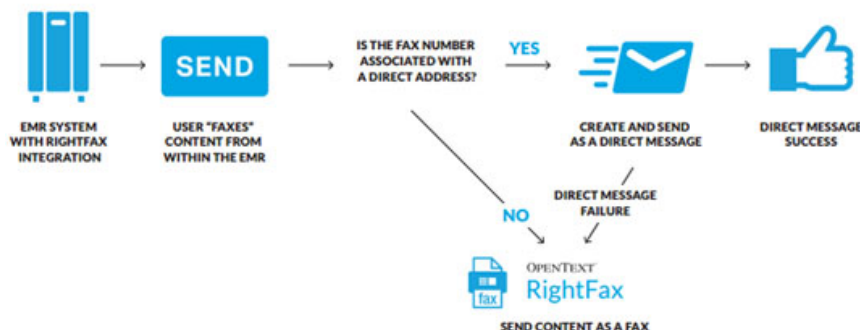 IS THE FAX NUMBER
ASSOCIATED WITH
A DIRECT ADDRESS?
YES
SEND
EMR SYSTEM
WITH RIGHTFAX
INTEGRATION
USER "FAXES"
CONTENT FROM
WITHIN THE EMR
CREATE AND SEND
AS A DIRECT MESSAGE
DIRECT MESSAGE
SUCCESS
DIRECT MESSAGE
FAILURE
NO
OPENTEXT
RightFax
fax
SEND CONTENT AS A FAX